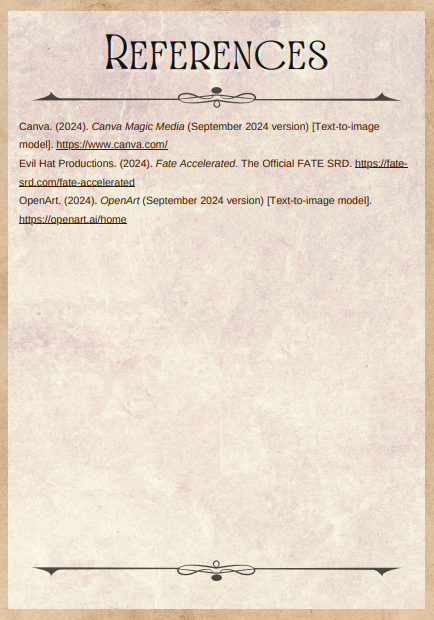 References
Canva. (2024). Canva Magic Media (September 2024 version) [Text-to-image
model]. https://www.canva.com/
Evil Hat Productions. (2024). Fate Accelerated. The Official FATE SRD. https://fate-
srd.com/fate-accelerated
OpenArt. (2024). OpenArt (September 2024 version) [Text-to-image model].
https://openart.ai/home